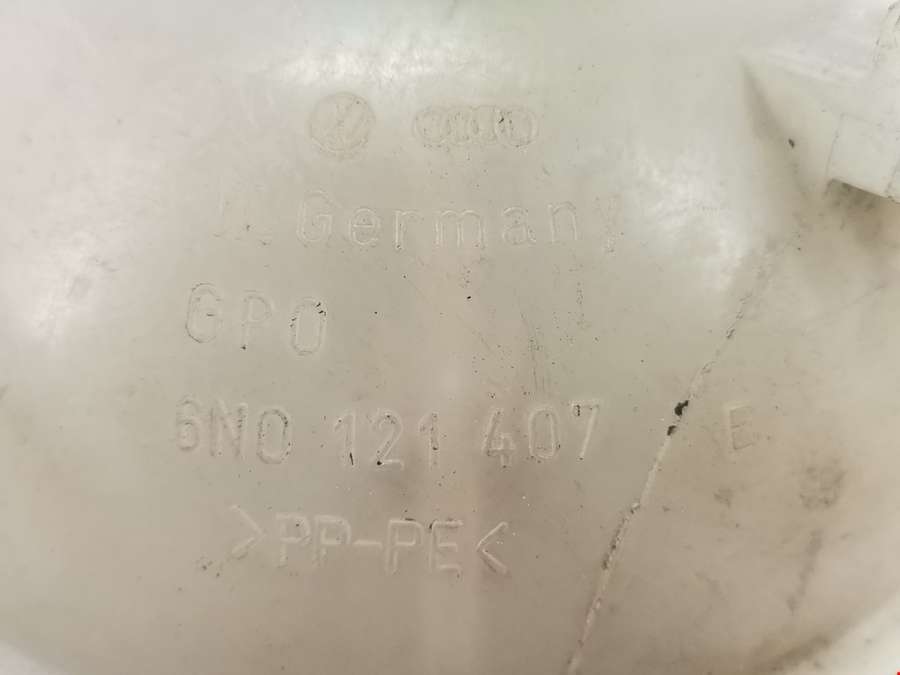 Germany
GPO
6N0 121 407 E
>PP-PE<